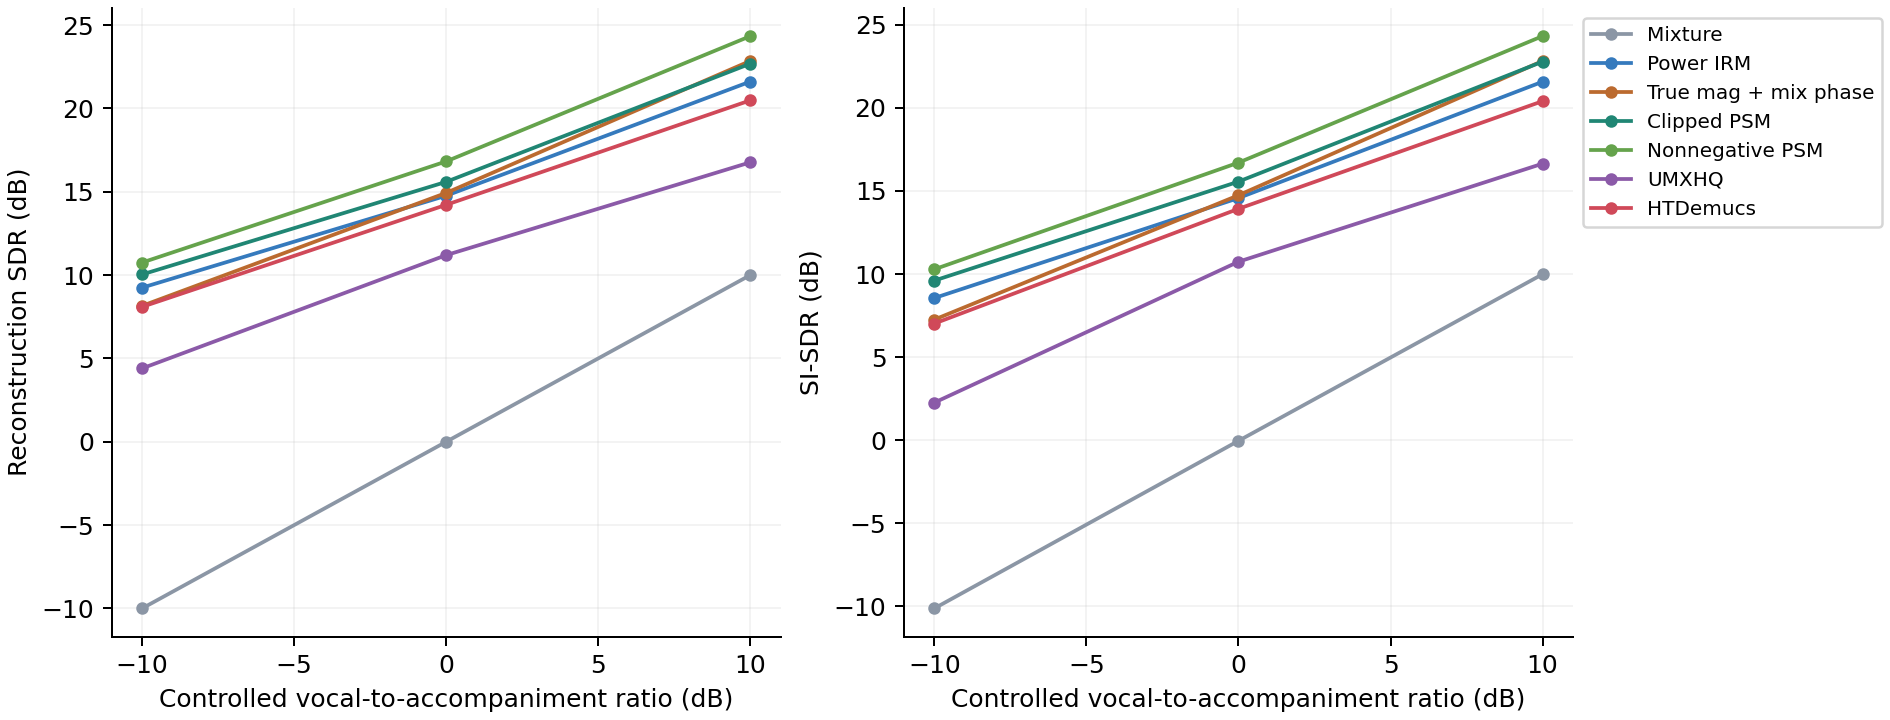 Reconstruction SDR (dB)
25
20
15
10
5
0
−5
−10
−10 −5 0 5 10
Controlled vocal-to-accompaniment ratio (dB)
SI-SDR (dB)
25
20
15
10
5
0
−5
−10
−10 −5 0 5 10
Controlled vocal-to-accompaniment ratio (dB)
Mixture
Power IRM
True mag + mix phase
Clipped PSM
Nonnegative PSM
UMXHQ
HTDemucs